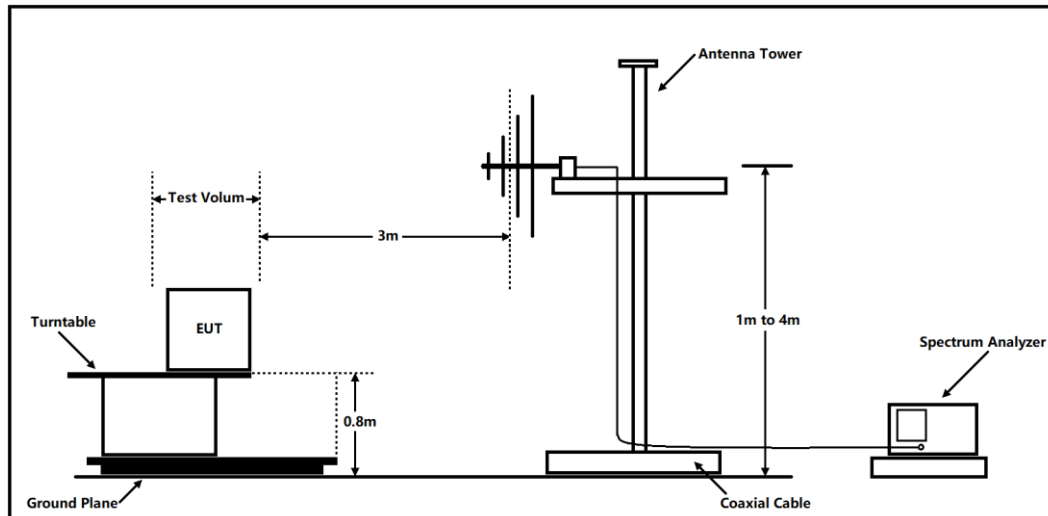 Antenna Tower
Test Volum
3m
Turntable
EUT
1m to 4m
Spectrum Analyzer
0.8m
Ground Plane
Coaxial Cable